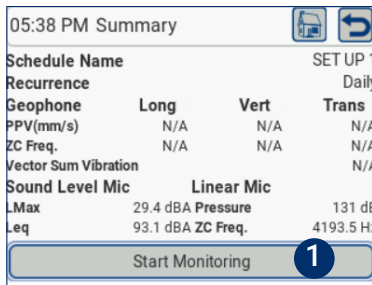 05:38 PM Summary
Schedule Name SET UP 1
Recurrence Daily
Geophone Long Vert Trans
PPV(mm/s) N/A N/A N/A
ZC Freq. N/A N/A N/A
Vector Sum Vibration N/A
Sound Level Mic Linear Mic
LMax 29.4 dBA Pressure 131 dB
Leq 93.1 dBA ZC Freq. 4193.5 Hz
Start Monitoring 1